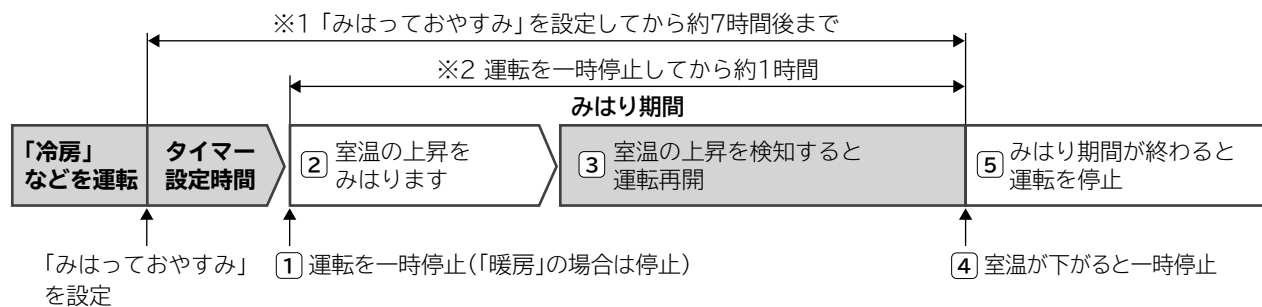 ※1「みはっておやすみ」を設定してから約7時間後まで
※2 運転を一時停止してから約1時間
みはり期間
「冷房」
などを運転
タイマー
設定時間
2 室温の上昇を
みはります
3 室温の上昇を検知すると
運転再開
5 みはり期間が終わると
運転を停止
「みはっておやすみ」
を設定
1 運転を一時停止(「暖房」の場合は停止)
4 室温が下がると一時停止